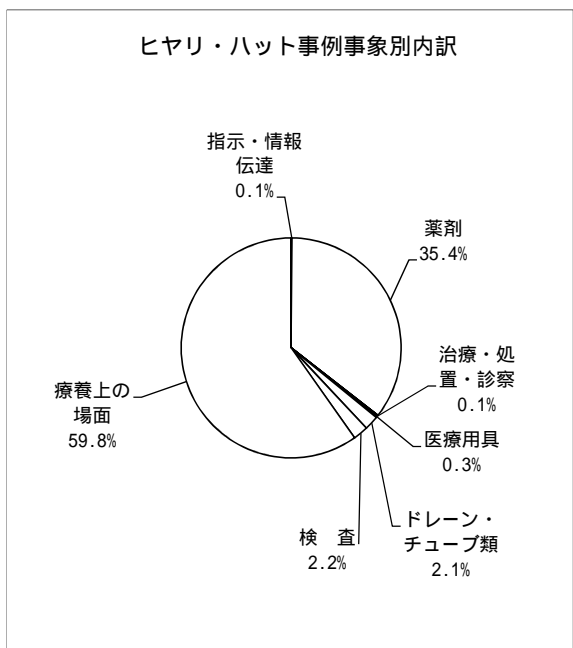 ヒヤリ・ハット事例事象別内訳
指示・情報
伝達
0.1%
薬剤
35.4%
治療・処
置・診察
0.1%
医療用具
0.3%
ドレーン・
チューブ類
2.1%
検　査
2.2%
療養上の
場面
59.8%